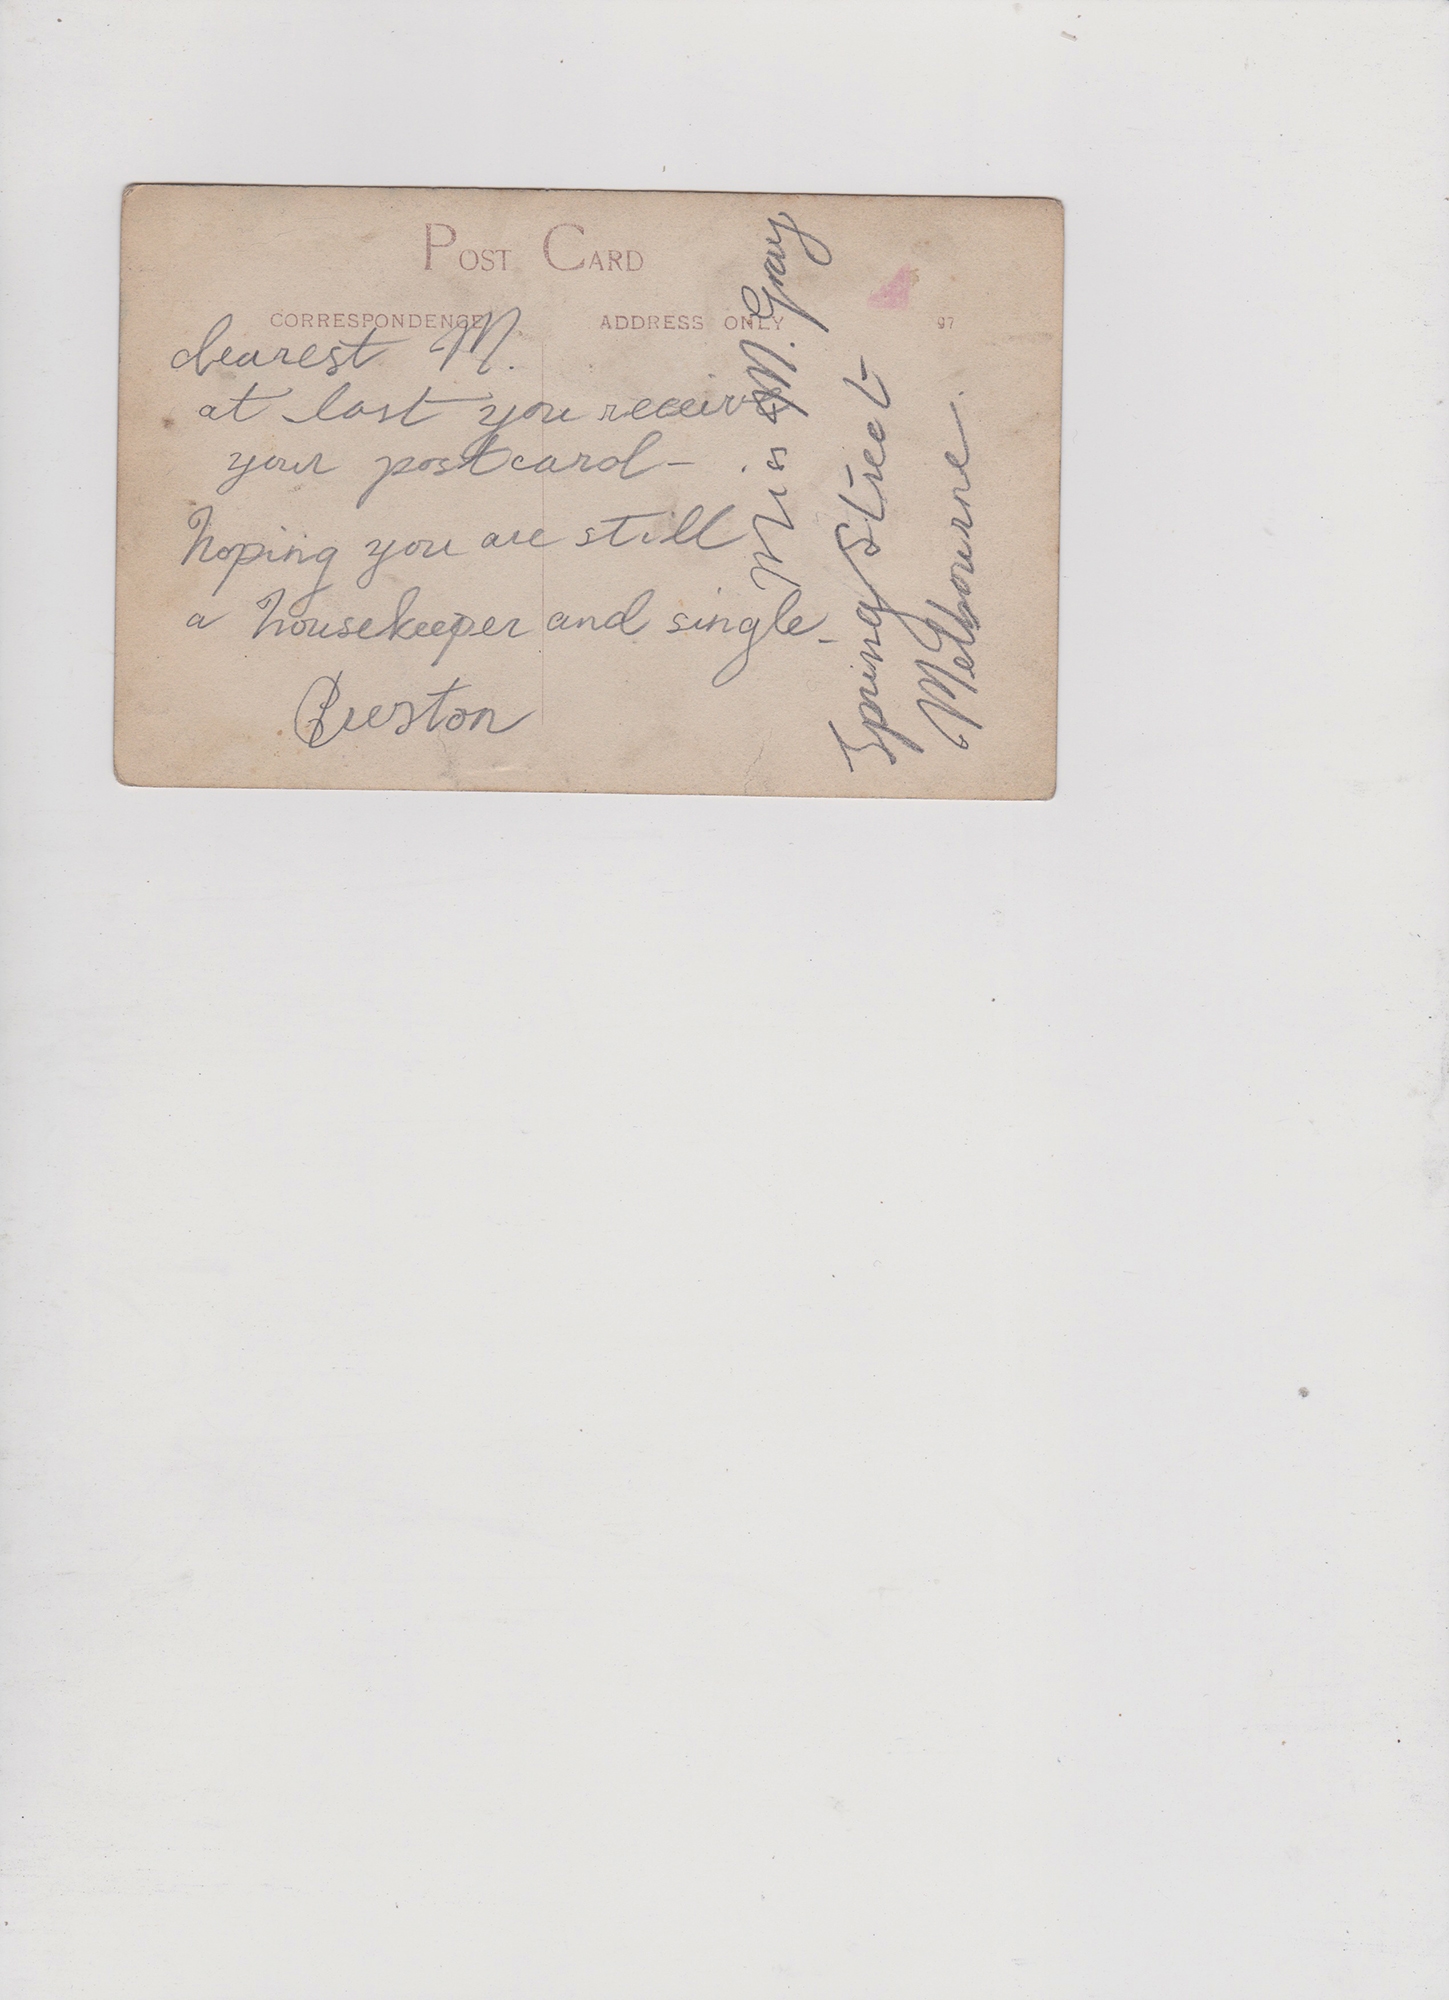 POST CARD
CORRESPONDENCE
ADDRESS ONLY
97
dearest M.
at last you receive
your postcard -
hoping you are still
a housekeeper and single -
Preston
Miss M. Gray
Spring Street
Melbourne.